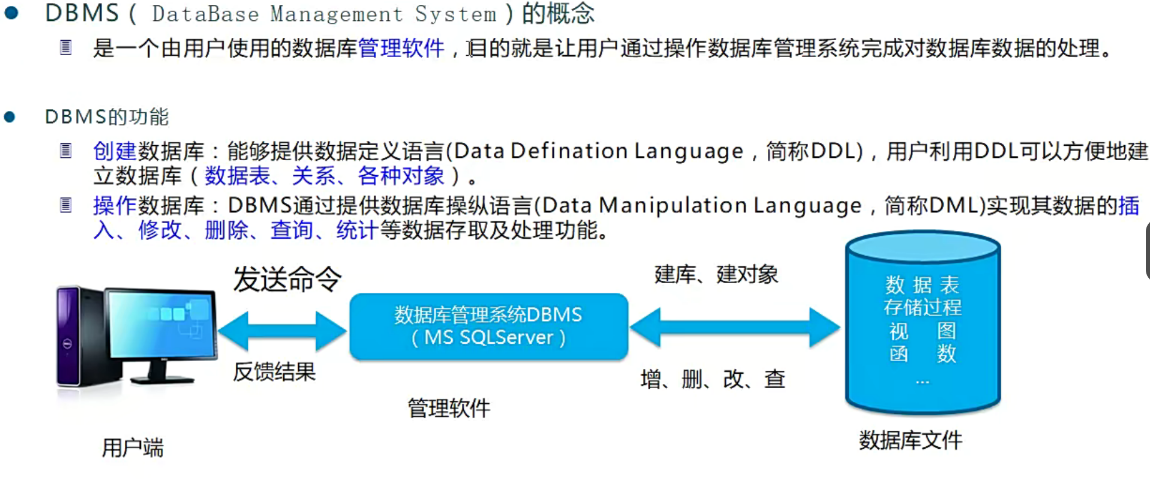 DBMS（ DataBase Management System）的概念
是一个由用户使用的数据库管理软件，目的就是让用户通过操作数据库管理系统完成对数据库数据的处理。
DBMS的功能
创建数据库：能够提供数据定义语言(Data Defination Language，简称DDL)，用户利用DDL可以方便地建
立数据库（数据表、关系、各种对象）。
操作数据库：DBMS通过提供数据库操纵语言(Data Manipulation Language，简称DML)实现其数据的插
入、修改、删除、查询、统计等数据存取及处理功能。
发送命令
反馈结果
用户端
数据库管理系统DBMS
（MS SQLServer）
管理软件
建库、建对象
增、删、改、查
数 据 表
存储过程
视 图
函 数
...
数据库文件